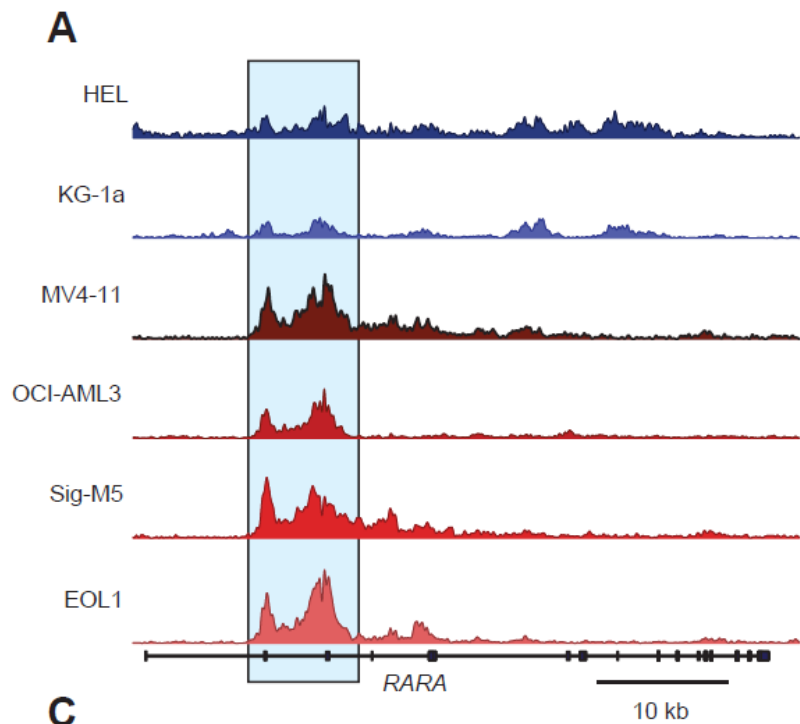 A
HEL
KG-1a
MV4-11
OCI-AML3
Sig-M5
EOL1
RARA
10 kb
C